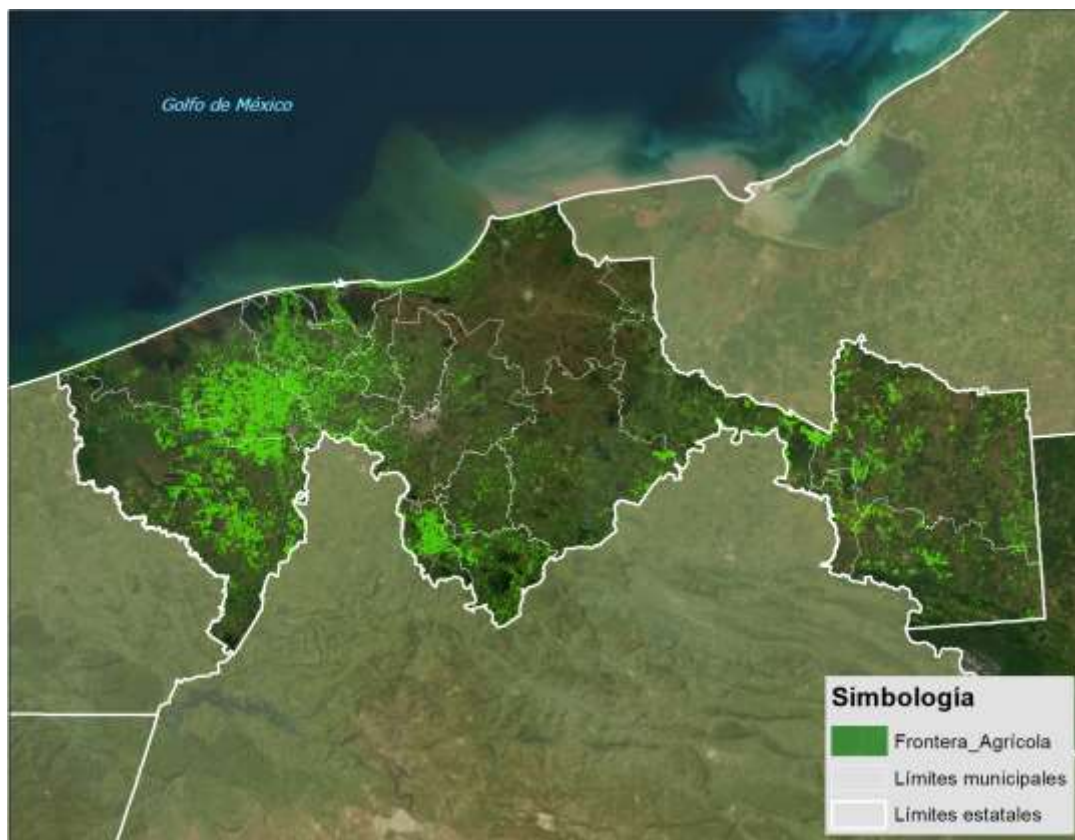 Golfo de México
Simbología
Frontera_Agrícola
Límites municipales
Límites estatales